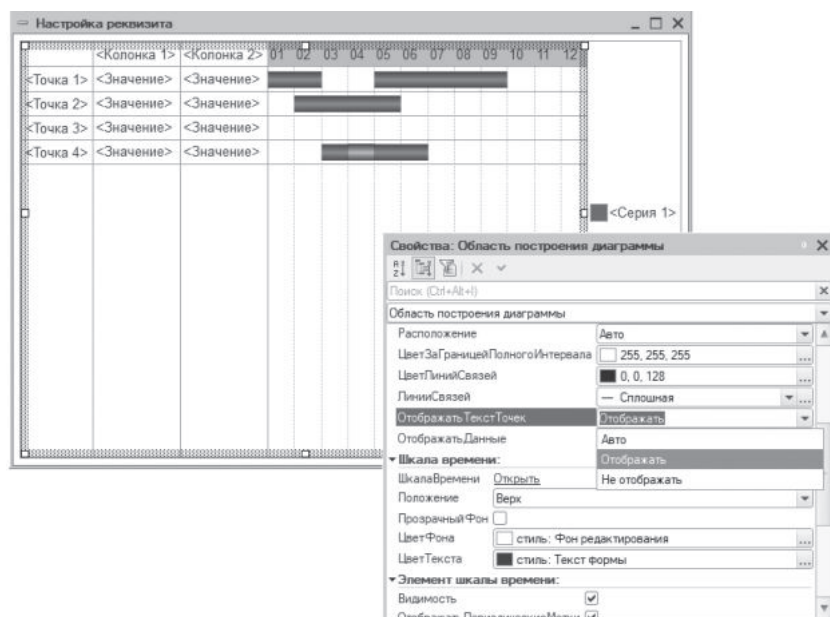 Настройка реквизита
<Колонка 1> <Колонка 2> 01 02 03 04 05 06 07 08 09 10 11 12
<Точка 1> <Значение> <Значение>
<Точка 2> <Значение> <Значение>
<Точка 3> <Значение> <Значение>
<Точка 4> <Значение> <Значение>
<Серия 1>
Свойства: Область построения диаграммы
Поиск (Ctrl+Alt+I)
Область построения диаграммы
Расположение Авто
ЦветЗаГраницейПолногоИнтервала 255, 255, 255
ЦветЛинийСвязей 0, 0, 128
ЛинииСвязей Сплошная
ОтображатьТекстТочек Отображать
ОтображатьДанные Авто
Отображать
Шкала времени:
ШкалаВремени Открыть Не отображать
Положение Верх
ПрозрачныйФон
ЦветФона стиль: Фон редактирования
ЦветТекста стиль: Текст формы
Элемент шкалы времени:
Видимость
ОтображатьПериодическиеМетки